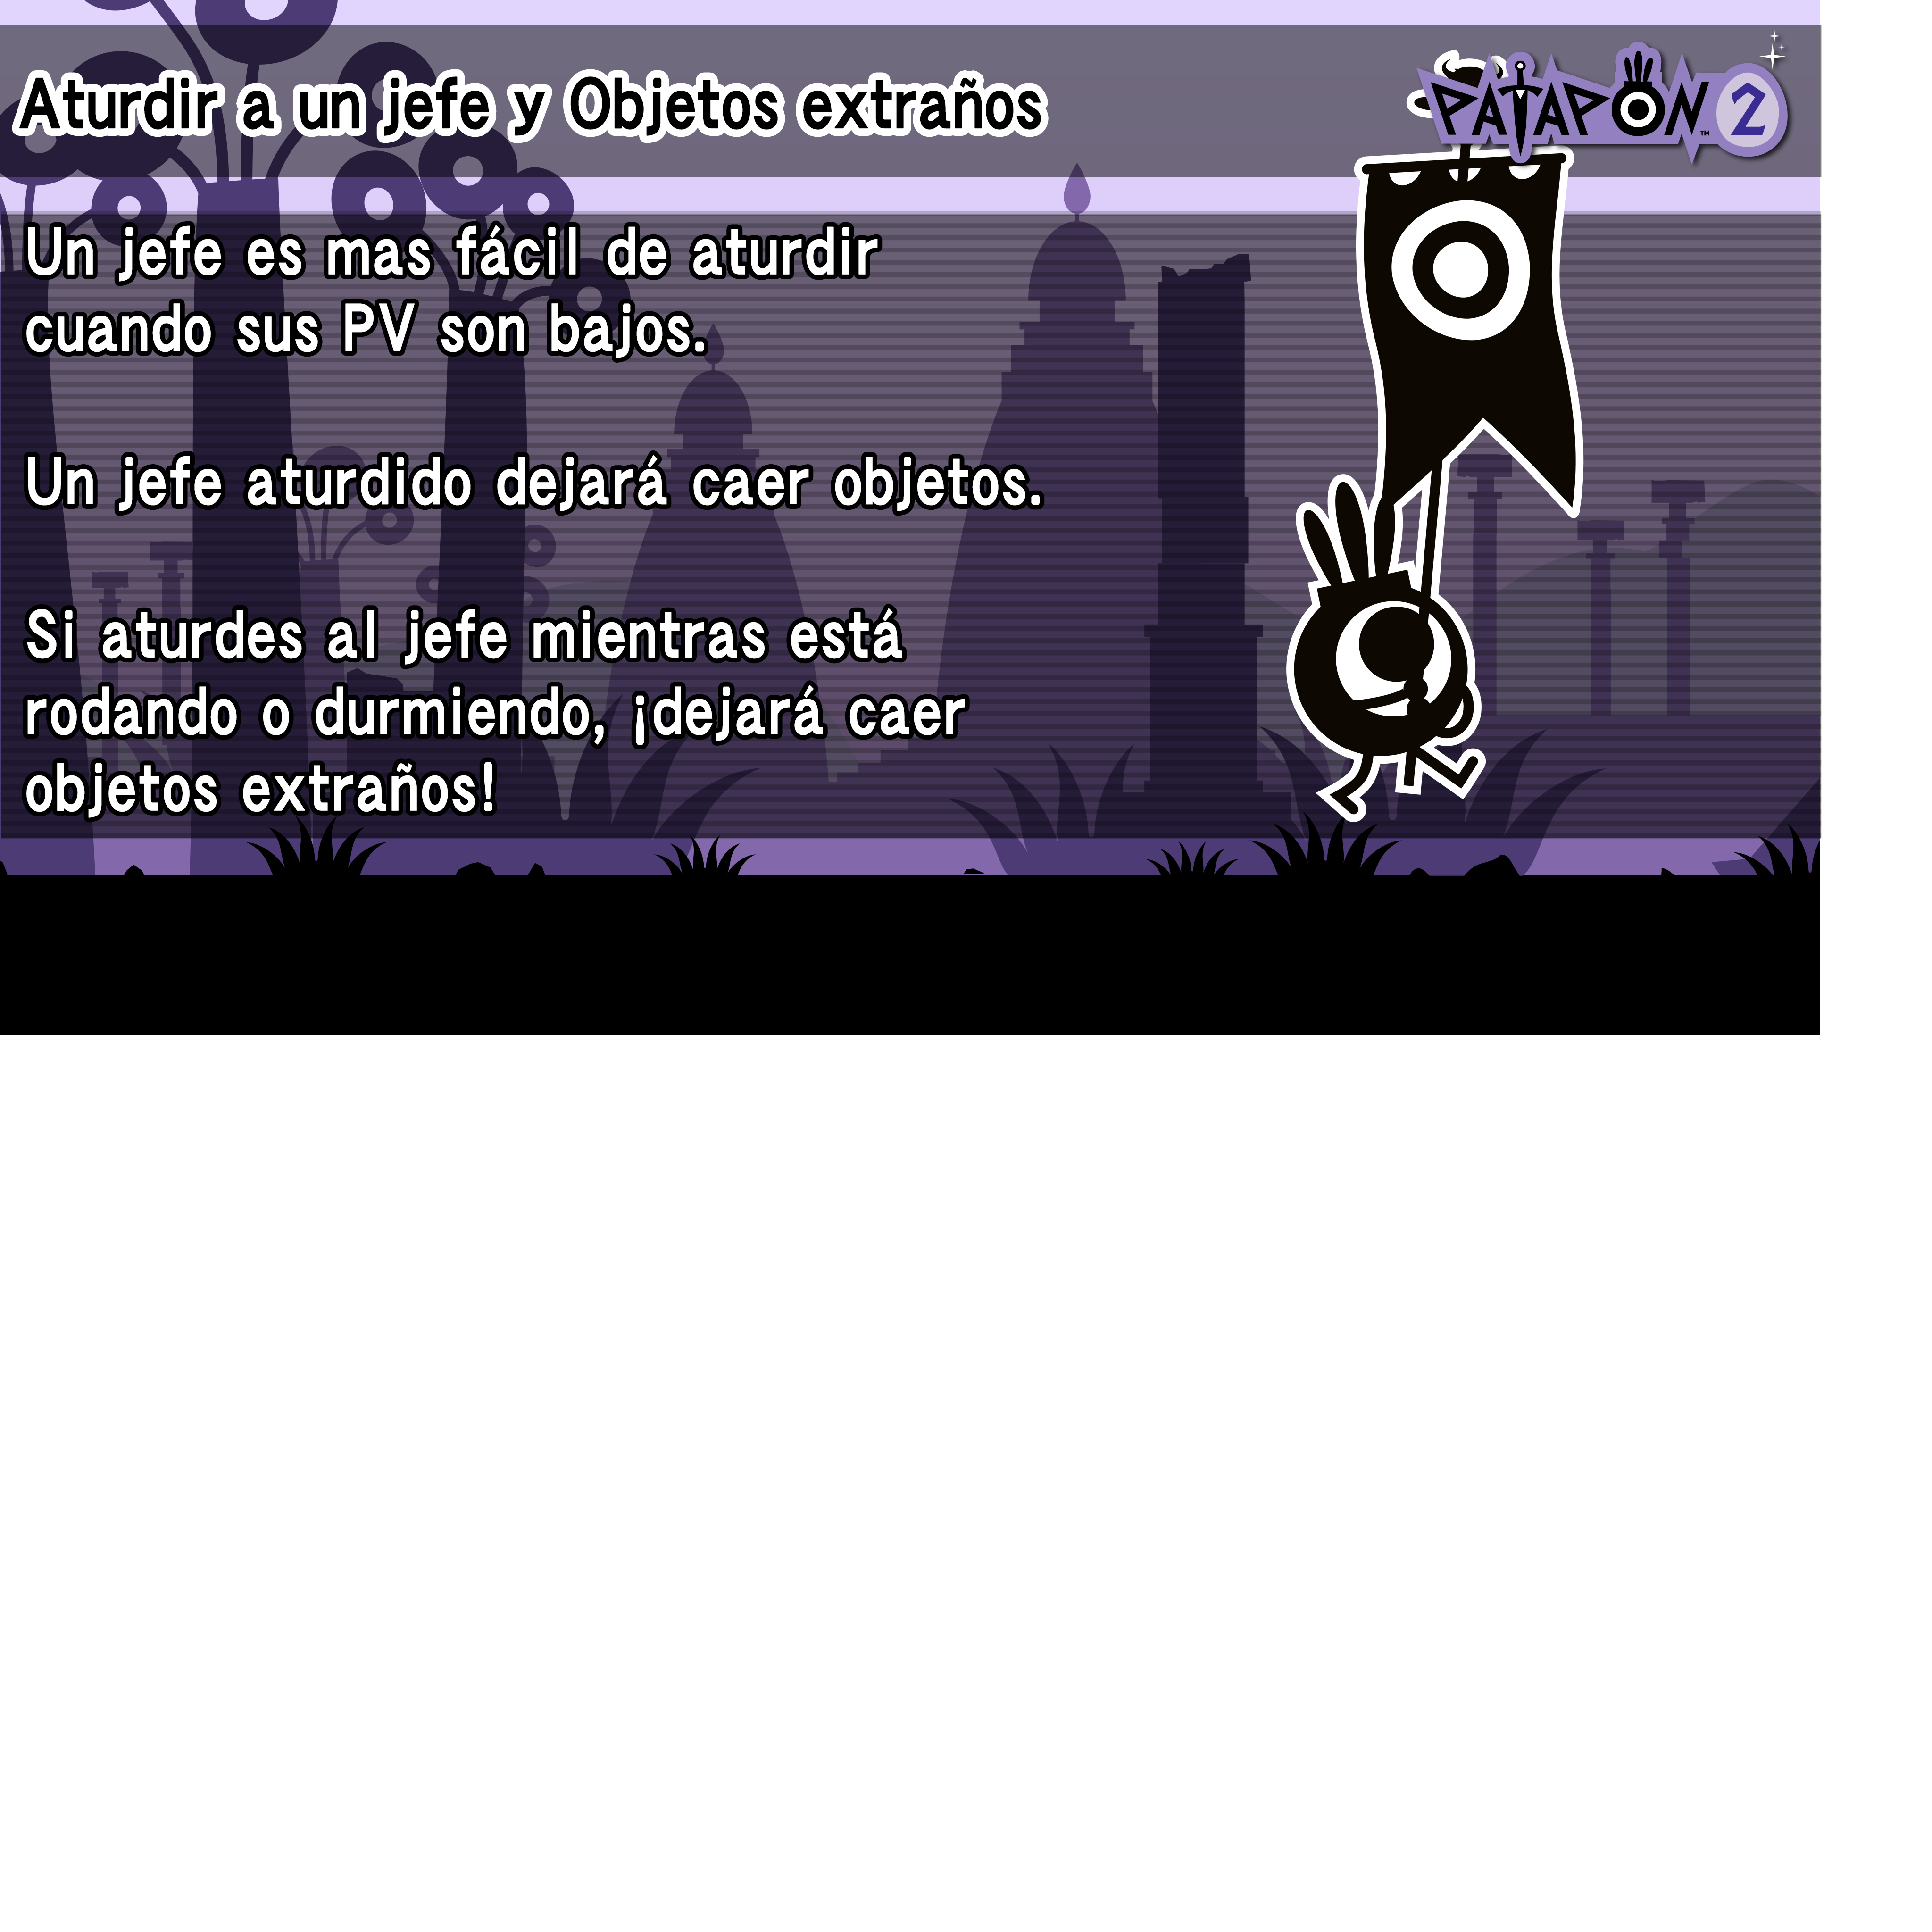 Aturdir a un jefe y Objetos extraños
PATAPON™ 2
Un jefe es mas fácil de aturdir
cuando sus PV son bajos.
Un jefe aturdido dejará caer objetos.
Si aturdes al jefe mientras está
rodando o durmiendo, ¡dejará caer
objetos extraños!